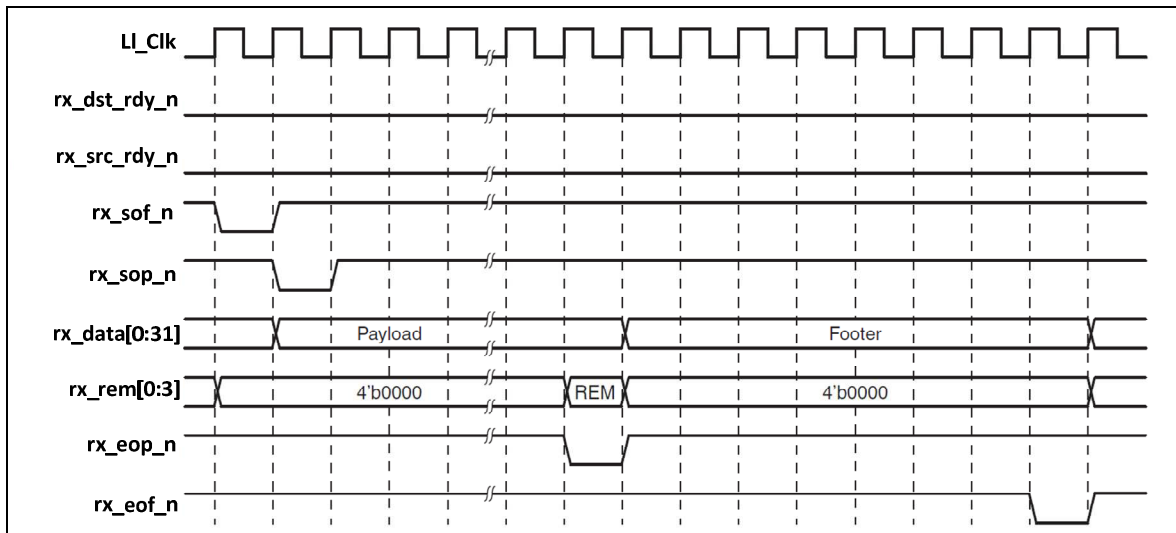 Ll_Clk
rx_dst_rdy_n
rx_src_rdy_n
rx_sof_n
rx_sop_n
rx_data[0:31] Payload Footer
rx_rem[0:3] 4'b0000 REM 4'b0000
rx_eop_n
rx_eof_n